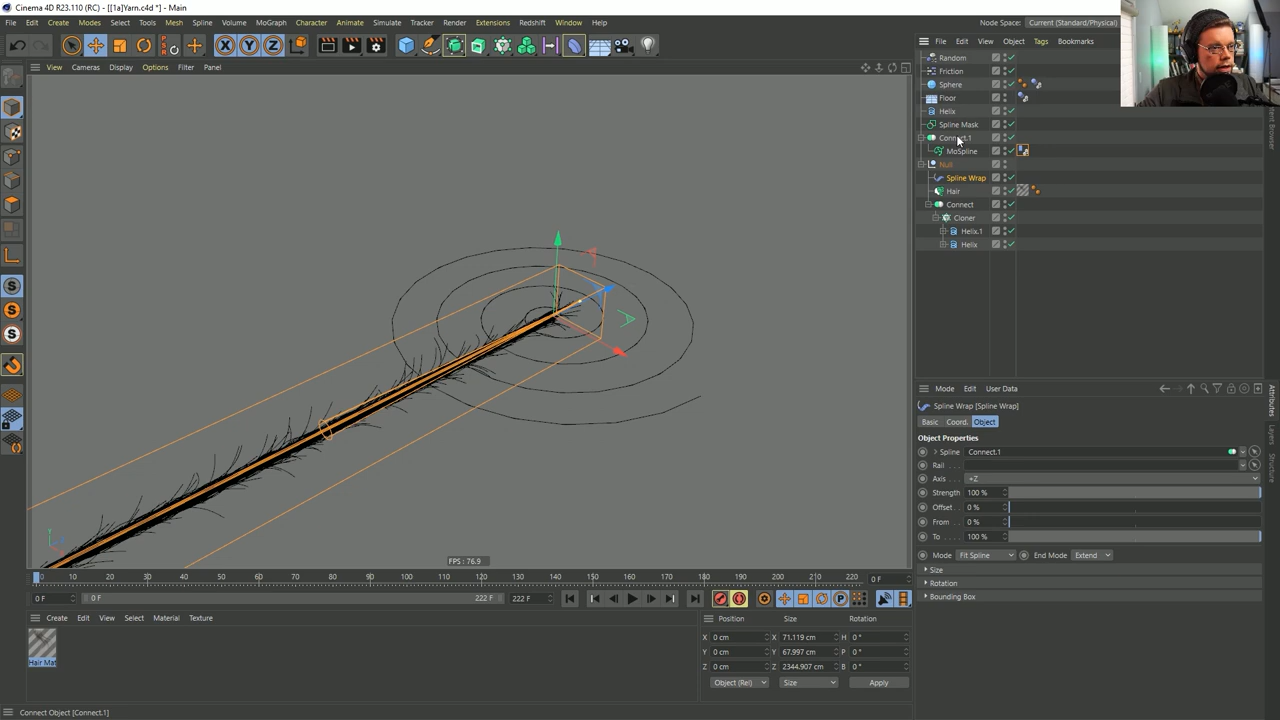 Cinema 4D R23.110 (RC) - [[1a]Yarn.c4d *] - Main
File Edit Create Modes Select Tools Mesh Spline Volume MoGraph Character Animate Simulate Tracker Render Extensions Redshift Window Help
Node Space: Current (Standard/Physical)
File Edit View Object Tags Bookmarks
View Cameras Display Options Filter Panel
Random
Friction
Sphere
Floor
Helix
Spline Mask
Connect.1
MoSpline
Null
Spline Wrap
Hair
Connect
Cloner
Helix.1
Helix
Content Browser
Attributes
Layers
Structure
Mode Edit User Data
Spline Wrap [Spline Wrap]
Basic Coord. Object
Object Properties
Spline Connect.1
Rail
Axis +Z
Strength 100 %
Offset 0 %
From 0 %
To 100 %
Mode Fit Spline End Mode Extend
Size
Rotation
Bounding Box
FPS : 76.9
0 10 20 30 40 50 60 70 80 90 100 110 120 130 140 150 160 170 180 190 200 210 220 0 F
0 F 0 F 222 F 222 F
Create Edit View Select Material Texture
Hair Mat
Position Size Rotation
X 0 cm X 71.119 cm H 0 °
Y 0 cm Y 67.997 cm P 0 °
Z 0 cm Z 2344.907 cm B 0 °
Object (Rel) Size Apply
Connect Object [Connect.1]